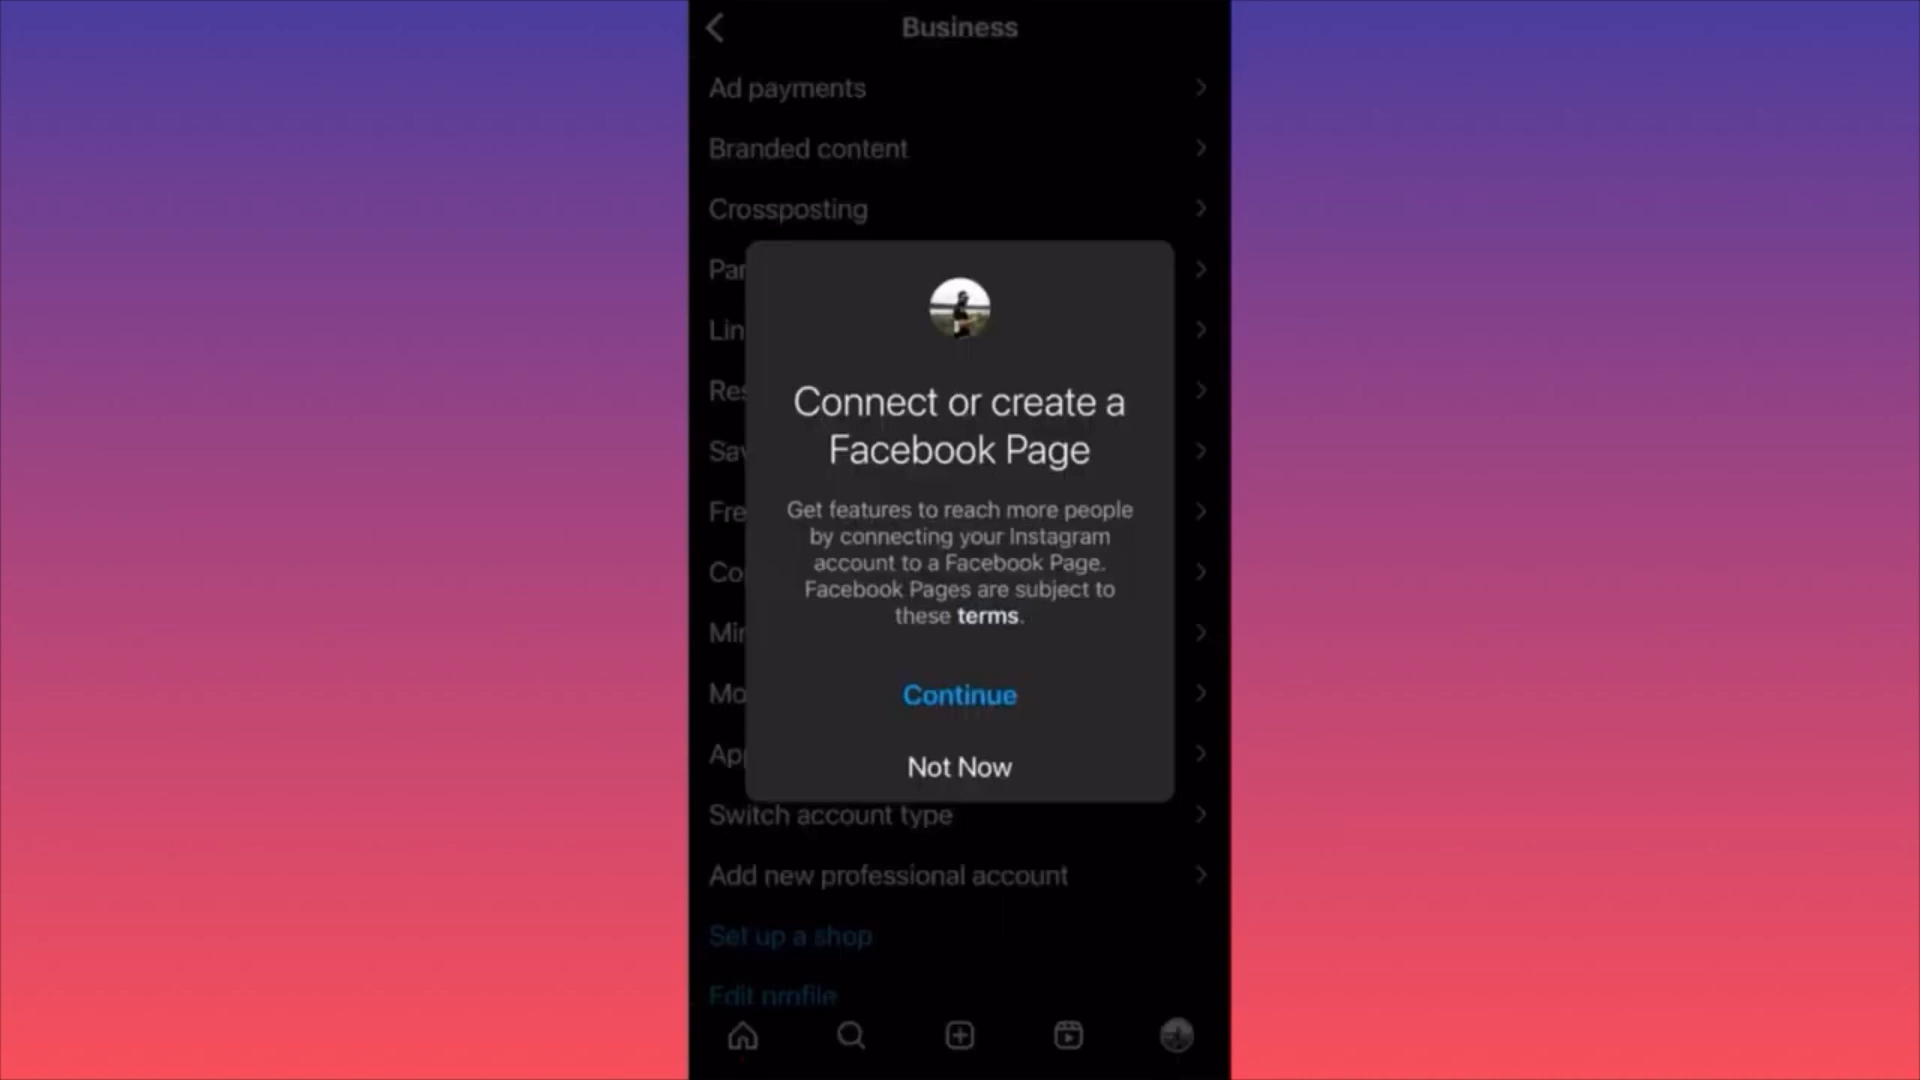 Business
Ad payments
Branded content
Crossposting
Connect or create a
Facebook Page
Get features to reach more people
by connecting your Instagram
account to a Facebook Page.
Facebook Pages are subject to
these terms.
Continue
Not Now
Switch account type
Add new professional account
Set up a shop
Edit profile